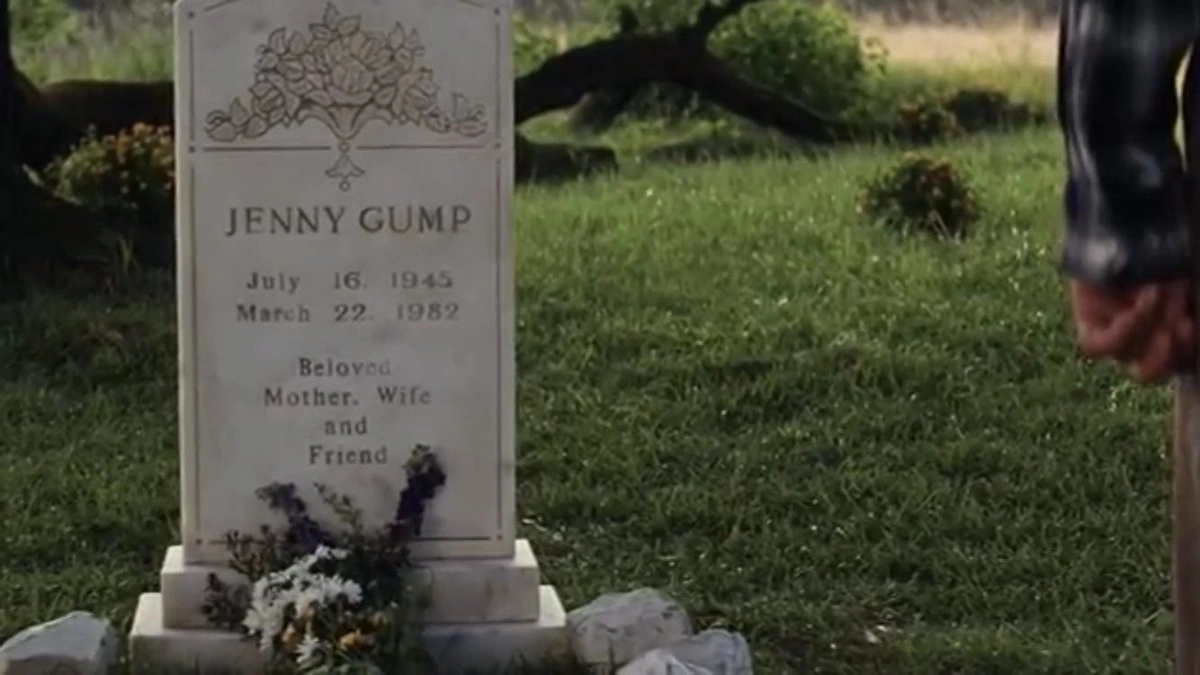 JENNY GUMP
July 16. 1945
March 22. 1982
Beloved
Mother. Wife
and
Friend